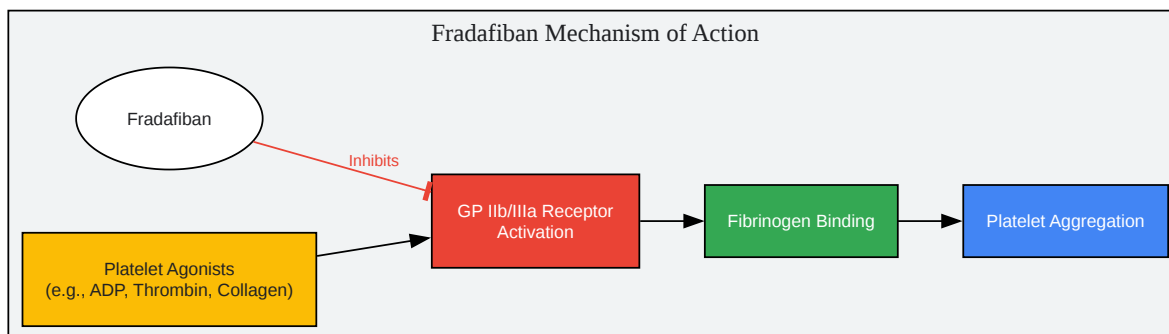 Fradafiban Mechanism of Action
Fradafiban
Inhibits
GP IIb/IIIa Receptor
Activation
Fibrinogen Binding
Platelet Aggregation
Platelet Agonists
(e.g., ADP, Thrombin, Collagen)